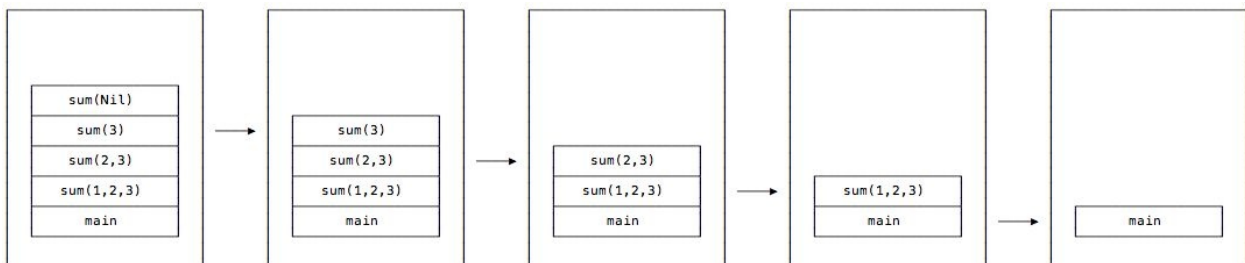 sum(Nil)
sum(3)
sum(2,3)
sum(1,2,3)
main
sum(3)
sum(2,3)
sum(1,2,3)
main
sum(2,3)
sum(1,2,3)
main
sum(1,2,3)
main
main